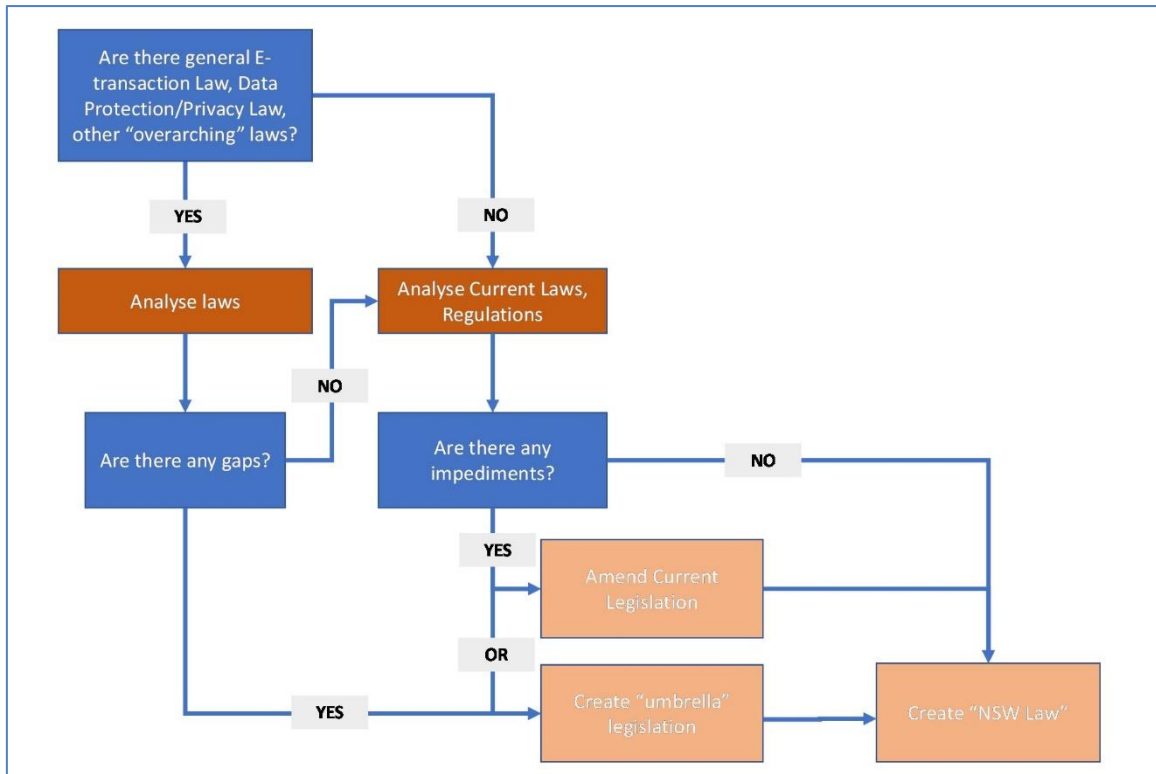 Are there general E-
transaction Law, Data
Protection/Privacy Law,
other “overarching” laws?
YES
NO
Analyse laws
Analyse Current Laws,
Regulations
NO
Are there any gaps?
Are there any
impediments?
NO
YES
Amend Current
Legislation
OR
YES
Create “umbrella”
legislation
Create “NSW Law”